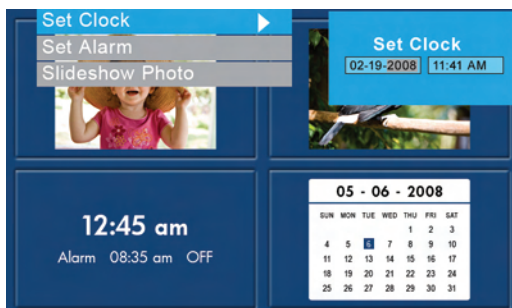 Set Clock
Set Alarm
Slideshow Photo
Set Clock
02-19-2008 11:41 AM
12:45 am
Alarm 08:35 am OFF
05 - 06 - 2008
SUN MON TUE WED THU FRI SAT
1 2 3
4 5 6 7 8 9 10
11 12 13 14 15 16 17
18 19 20 21 22 23 24
25 26 27 28 29 30 31